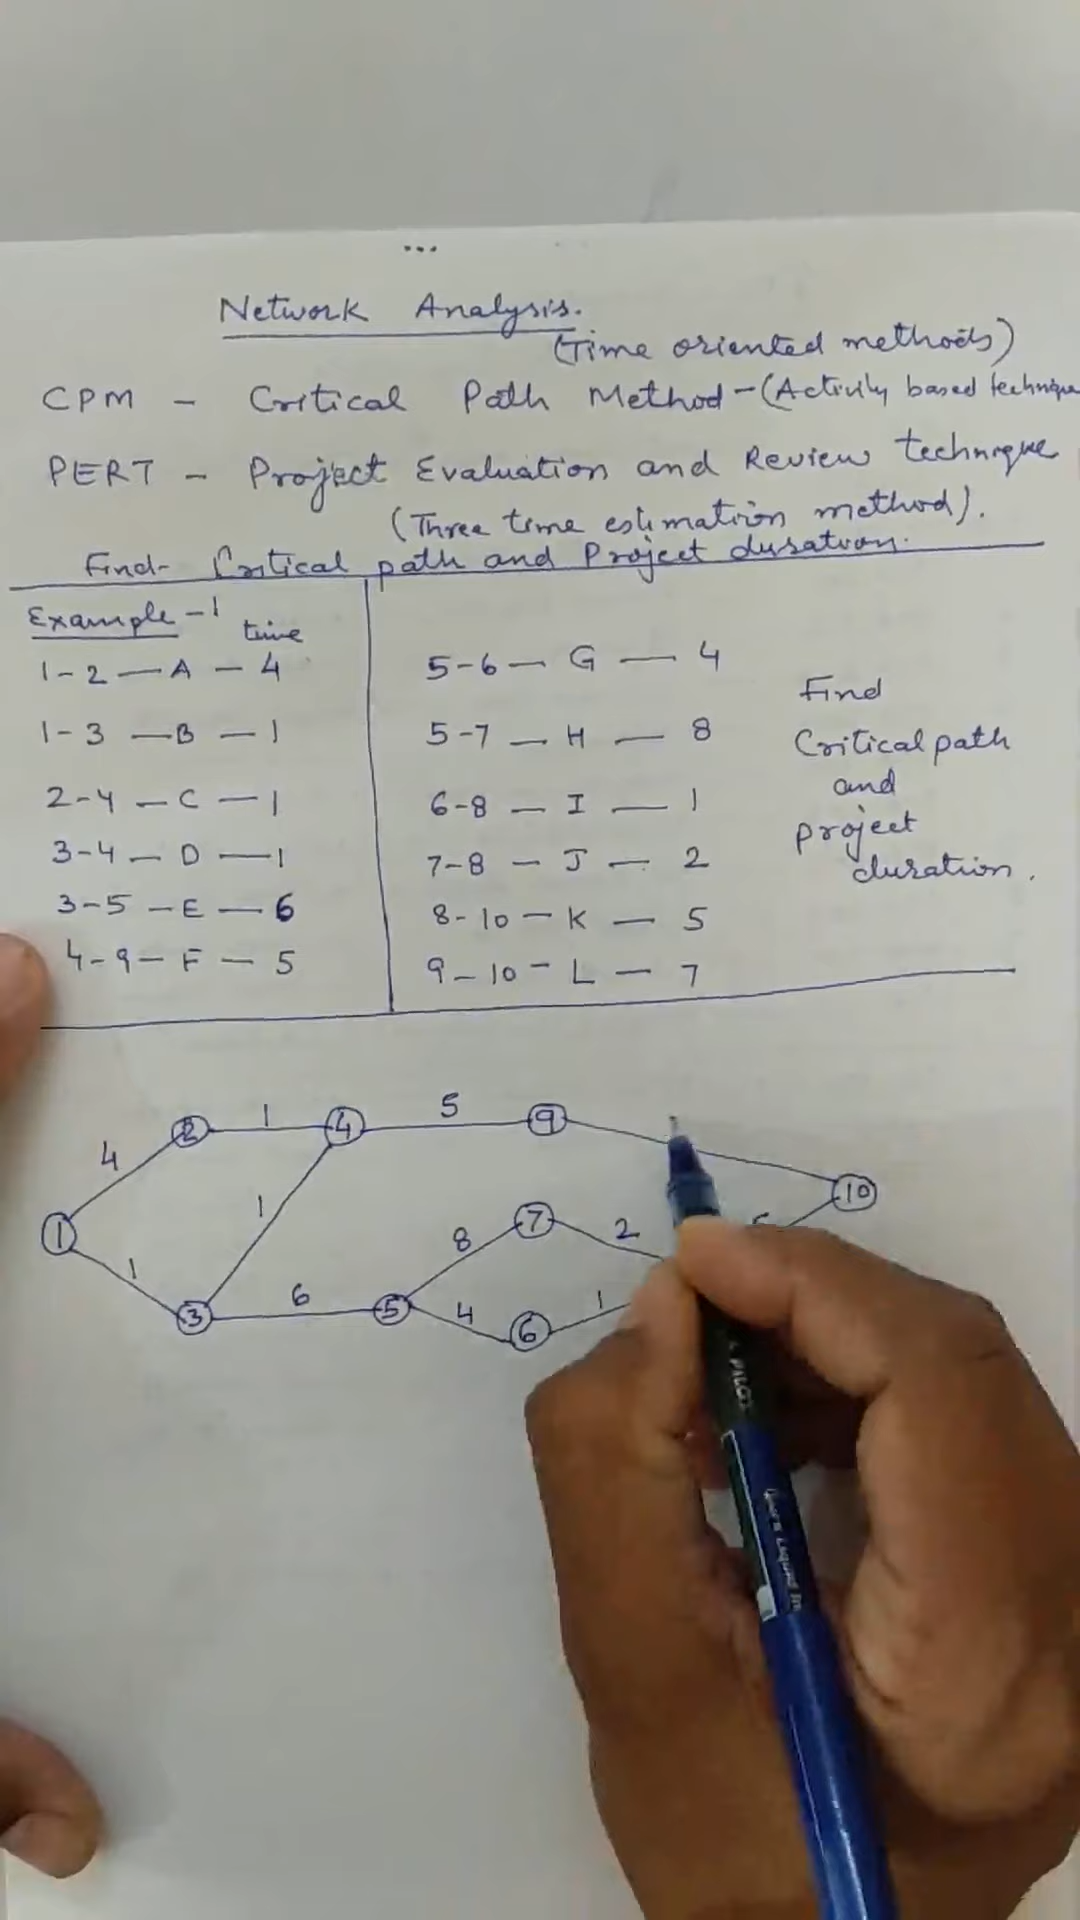 ...
Network Analysis.
(Time oriented methods)
CPM - Critical Path Method - (Activity based technique
PERT - Project Evaluation and Review technique
(Three time estimation method).
Find- Critical path and Project duration.
Example -1 time
1-2 — A — 4
1-3 — B — 1
2-4 — C — 1
3-4 — D — 1
3-5 — E — 6
4-9 — F — 5
5-6 — G — 4
5-7 — H — 8
6-8 — I — 1
7-8 — J — 2
8-10 — K — 5
9-10 — L — 7
Find
Critical path
and
project
duration.
4 2 1 4 5 9
1 1 10
1 8 7 2 5
3 6 5 4 6 1
PILOT